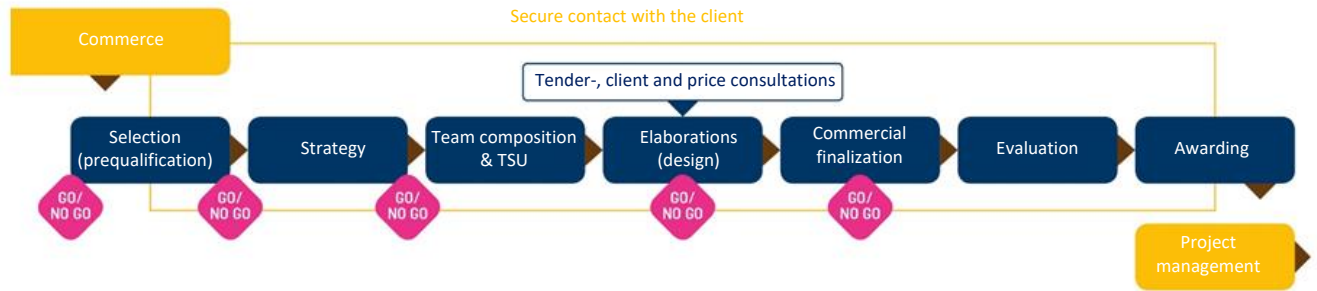 Secure contact with the client
Commerce
Tender-, client and price consultations
Selection
(prequalification)
Strategy
Team composition
& TSU
Elaborations
(design)
Commercial
finalization
Evaluation
Awarding
GO/
NO GO
GO/
NO GO
GO/
NO GO
GO/
NO GO
GO/
NO GO
Project
management